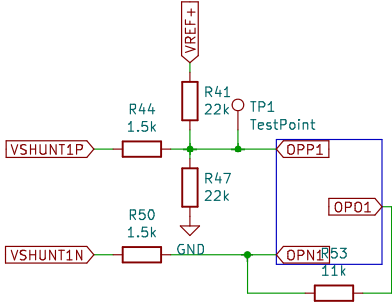 VREF+
R41
22k
TP1
TestPoint
R44
1.5k
VSHUNT1P
OPP1
R47
22k
OPO1
R50
1.5k
GND
VSHUNT1N
OPN1
R53
11k